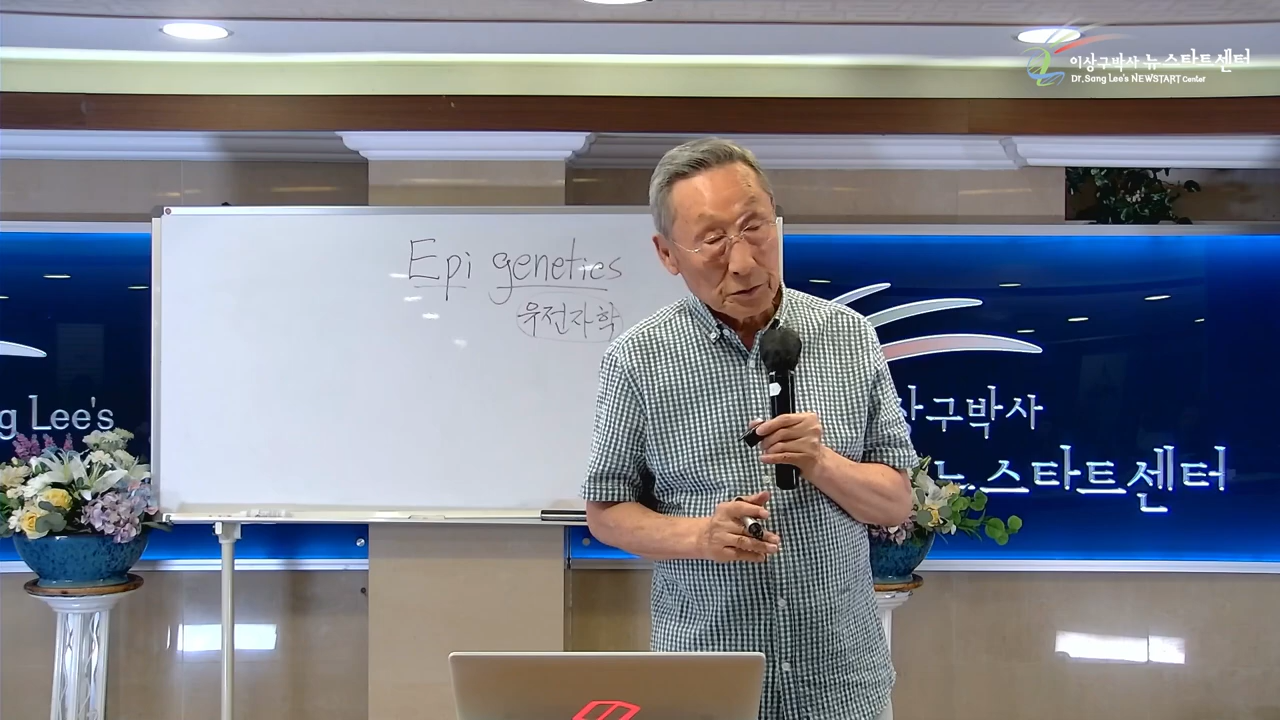 이상구박사 뉴스타트센터
Dr. Sang Lee's NEWSTART Center
Epi genetics
유전자학
g Lee's
상구박사
뉴스타트센터